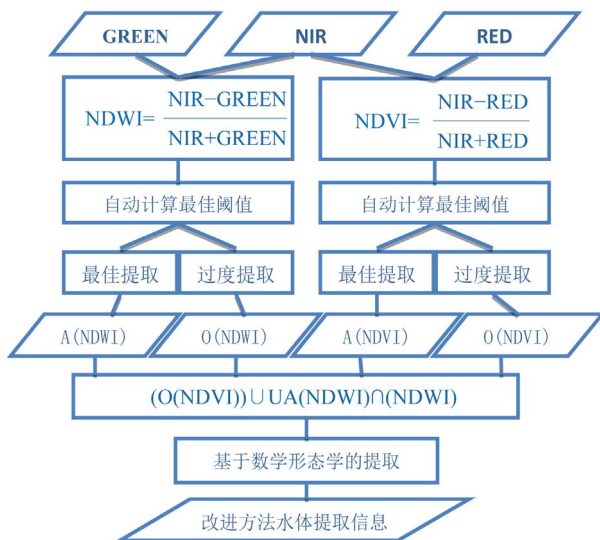 GREEN NIR RED
NDWI= NIR−GREEN / NIR+GREEN NDVI= NIR−RED / NIR+RED
自动计算最佳阈值 自动计算最佳阈值
最佳提取 过度提取 最佳提取 过度提取
A(NDWI) O(NDWI) A(NDVI) O(NDVI)
(O(NDVI))∪UA(NDWI)∩(NDWI)
基于数学形态学的提取
改进方法水体提取信息